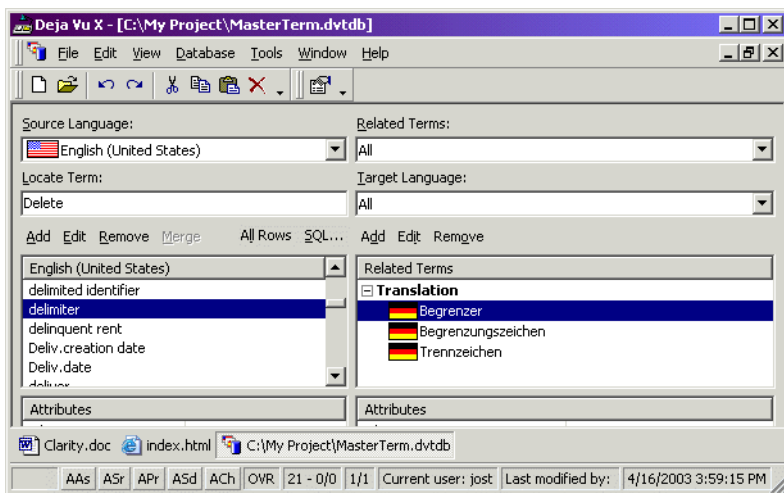 Deja Vu X - [C:\My Project\MasterTerm.dvtdb]
File Edit View Database Tools Window Help
Source Language: Related Terms:
English (United States) All
Locate Term: Target Language:
Delete All
Add Edit Remove Merge All Rows SQL... Add Edit Remove
English (United States) Related Terms
delimited identifier Translation
delimiter Begrenzer
delinquent rent Begrenzungszeichen
Deliv.creation date Trennzeichen
Deliv.date
Attributes Attributes
Clarity.doc index.html C:\My Project\MasterTerm.dvtdb
AAs ASr APr ASd ACh OVR 21 - 0/0 1/1 Current user: jost Last modified by: 4/16/2003 3:59:15 PM